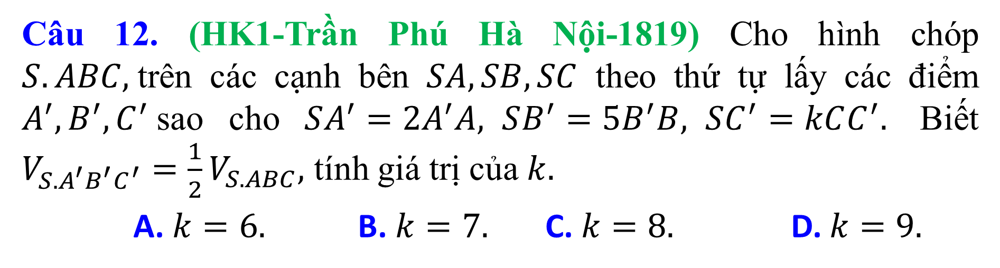 Câu 12. (HK1-Trần Phú Hà Nội-1819) Cho hình chóp
S.ABC, trên các cạnh bên SA, SB, SC theo thứ tự lấy các điểm
A′, B′, C′ sao cho SA′ = 2A′A, SB′ = 5B′B, SC′ = kCC′. Biết
V_{S.A′B′C′} = \frac{1}{2} V_{S.ABC}, tính giá trị của k.
A. k = 6. B. k = 7. C. k = 8. D. k = 9.